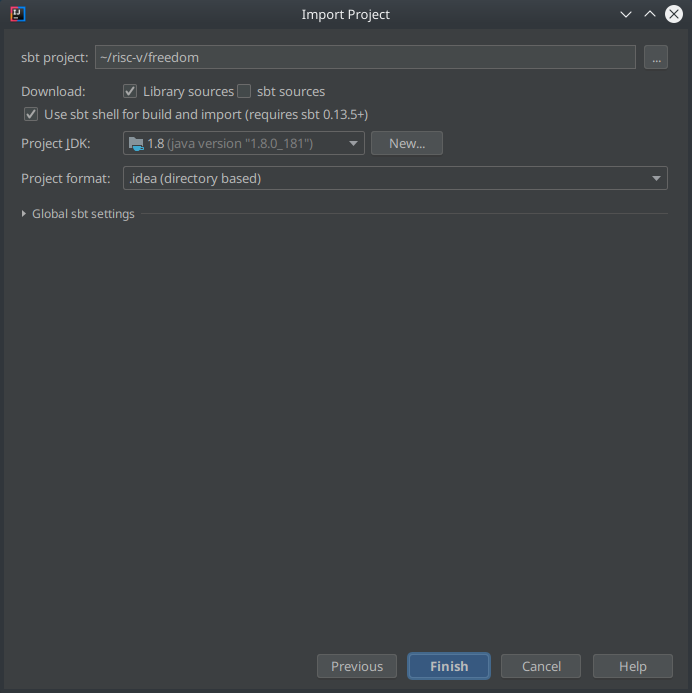 IJ
Import Project
sbt project: ~/risc-v/freedom ...
Download: Library sources sbt sources
Use sbt shell for build and import (requires sbt 0.13.5+)
Project JDK: 1.8 (java version "1.8.0_181") New...
Project format: .idea (directory based)
Global sbt settings
Previous Finish Cancel Help